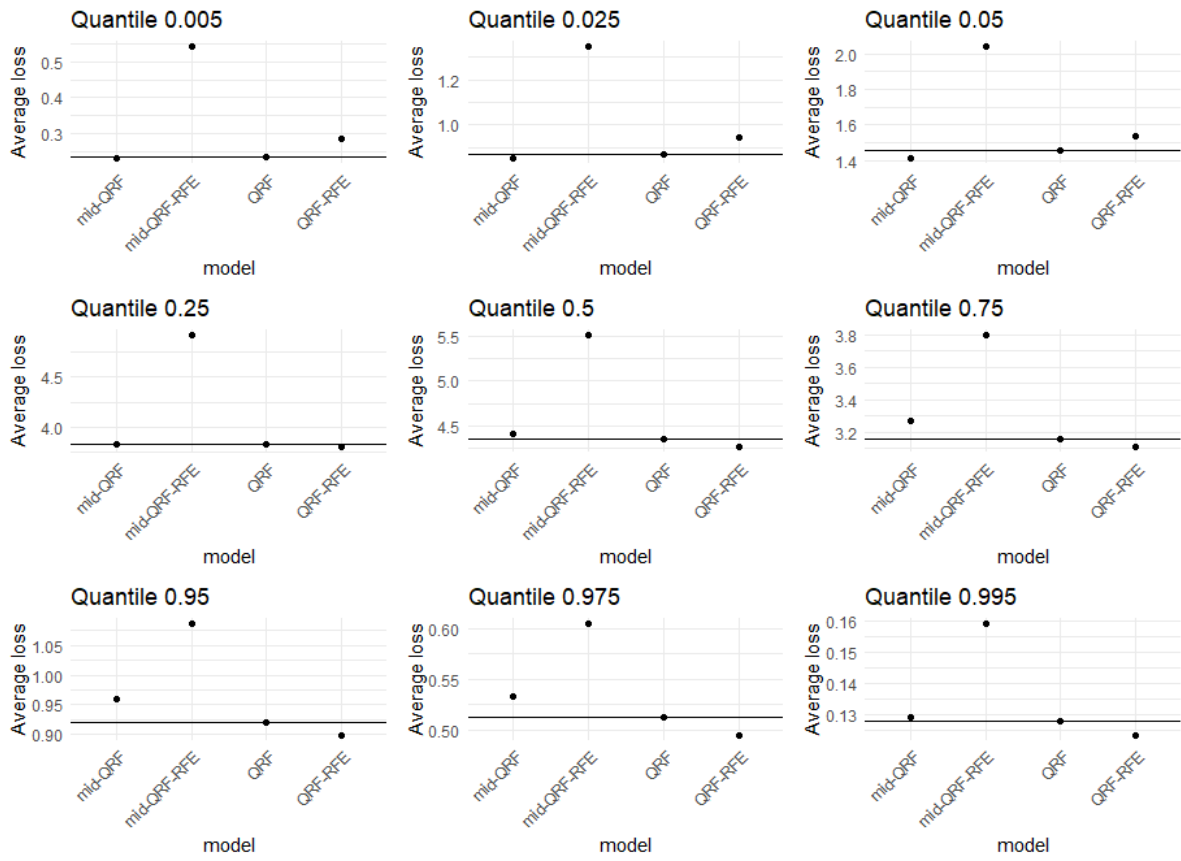 Quantile 0.005
Average loss
0.5
0.4
0.3
mid-QRF
mid-QRF-RFE
QRF
QRF-RFE
model
Quantile 0.025
Average loss
1.2
1.0
mid-QRF
mid-QRF-RFE
QRF
QRF-RFE
model
Quantile 0.05
Average loss
2.0
1.8
1.6
1.4
mid-QRF
mid-QRF-RFE
QRF
QRF-RFE
model
Quantile 0.25
Average loss
4.5
4.0
mid-QRF
mid-QRF-RFE
QRF
QRF-RFE
model
Quantile 0.5
Average loss
5.5
5.0
4.5
mid-QRF
mid-QRF-RFE
QRF
QRF-RFE
model
Quantile 0.75
Average loss
3.8
3.6
3.4
3.2
mid-QRF
mid-QRF-RFE
QRF
QRF-RFE
model
Quantile 0.95
Average loss
1.05
1.00
0.95
0.90
mid-QRF
mid-QRF-RFE
QRF
QRF-RFE
model
Quantile 0.975
Average loss
0.60
0.55
0.50
mid-QRF
mid-QRF-RFE
QRF
QRF-RFE
model
Quantile 0.995
Average loss
0.16
0.15
0.14
0.13
mid-QRF
mid-QRF-RFE
QRF
QRF-RFE
model